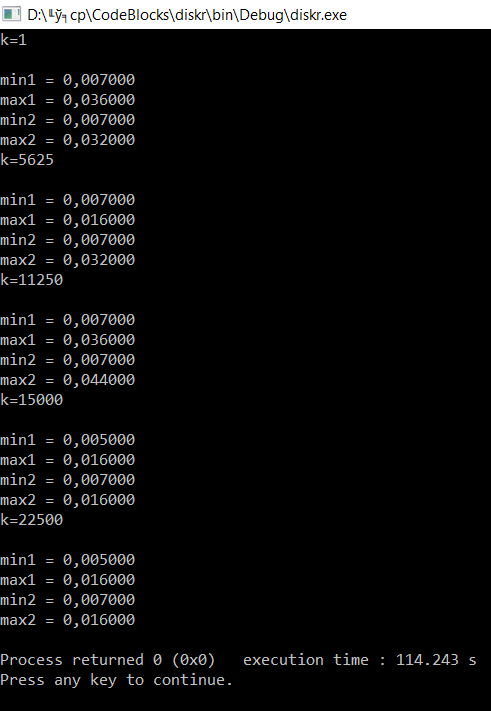 D:\╙ў╕cp\CodeBlocks\diskr\bin\Debug\diskr.exe
k=1
min1 = 0,007000
max1 = 0,036000
min2 = 0,007000
max2 = 0,032000
k=5625
min1 = 0,007000
max1 = 0,016000
min2 = 0,007000
max2 = 0,032000
k=11250
min1 = 0,007000
max1 = 0,036000
min2 = 0,007000
max2 = 0,044000
k=15000
min1 = 0,005000
max1 = 0,016000
min2 = 0,007000
max2 = 0,016000
k=22500
min1 = 0,005000
max1 = 0,016000
min2 = 0,007000
max2 = 0,016000
Process returned 0 (0x0)   execution time : 114.243 s
Press any key to continue.